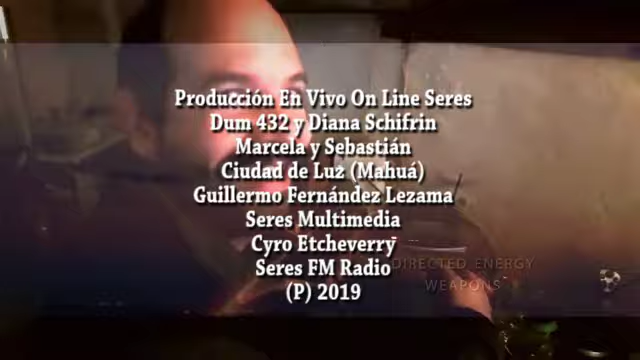 Producción En Vivo On Line Seres
Dum 432 y Diana Schifrin
Marcela y Sebastián
Ciudad de Luz (Mahuá)
Guillermo Fernández Lezama
Seres Multimedia
Cyro Etcheverry
Seres FM Radio
(P) 2019
DIRECTED ENERGY
WEAPONS